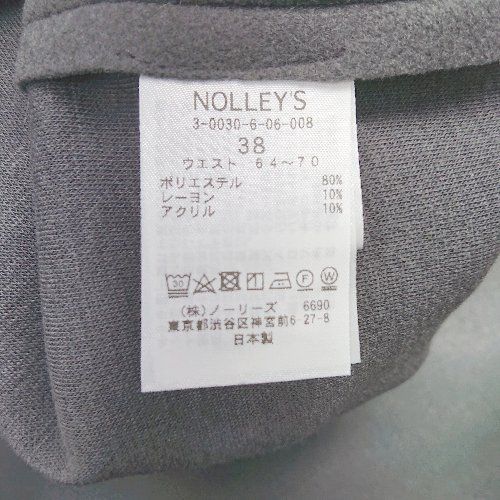 NOLLEY'S
3-0030-6-06-008
38
ウエスト 64～70
ポリエステル 80%
レーヨン 10%
アクリル 10%
30
F W
(株)ノーリーズ 6690
東京都渋谷区神宮前6-27-8
日本製